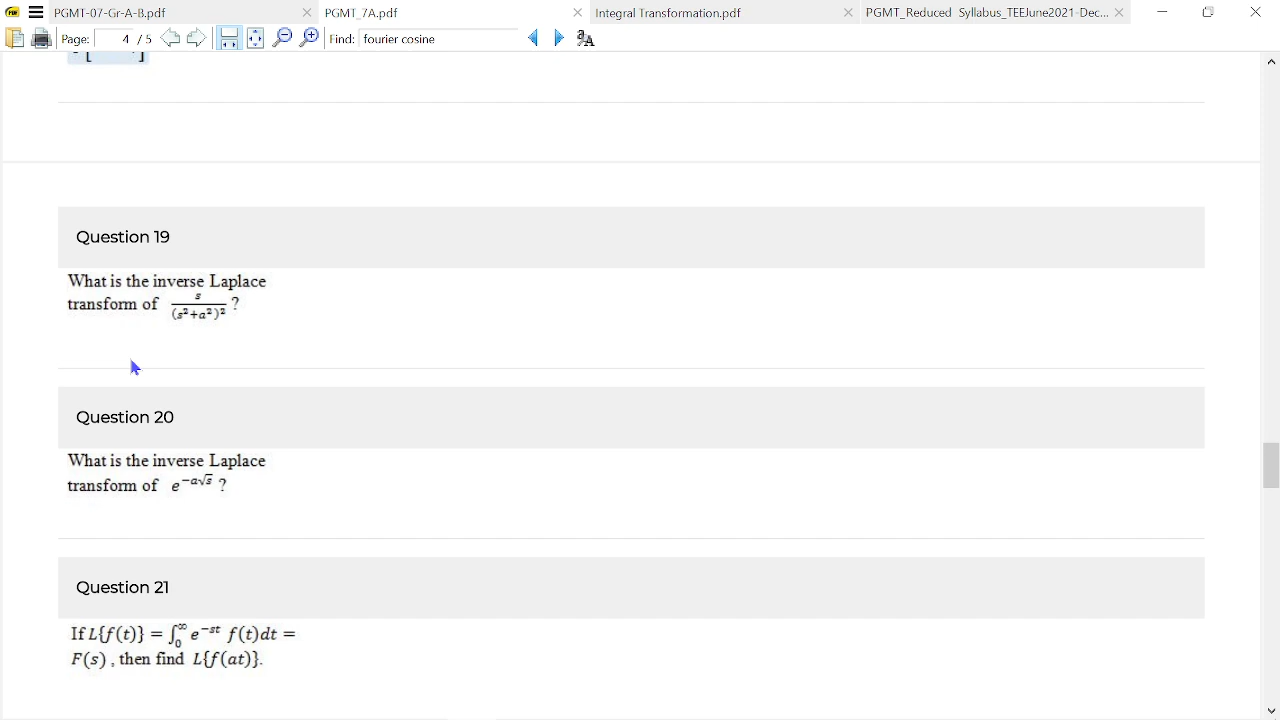 PGMT-07-Gr-A-B.pdf
PGMT_7A.pdf
Integral Transformation.pdf
PGMT_Reduced Syllabus_TEEJune2021-Dec...
Page: 4 / 5
Find: fourier cosine
Question 19
What is the inverse Laplace
transform of s/(s²+a²)² ?
Question 20
What is the inverse Laplace
transform of e^{-a√s} ?
Question 21
If L{f(t)} = ∫₀^∞ e^{-st} f(t)dt =
F(s) , then find L{f(at)}.